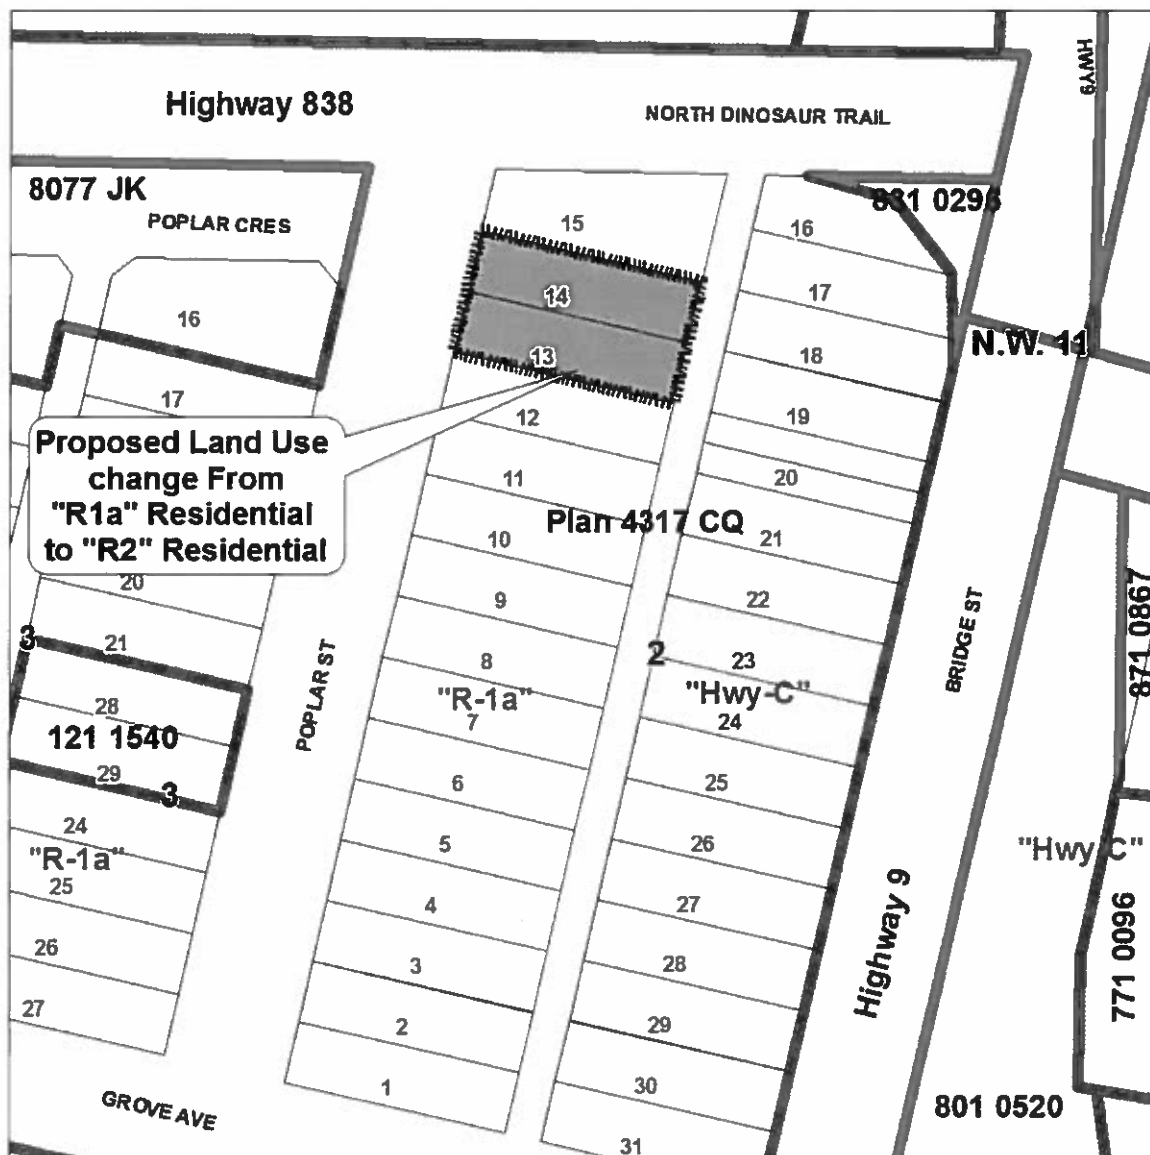 HWY9
Highway 838
NORTH DINOSAUR TRAIL
8077 JK
POPLAR CRES
831 0296
15
16
14
17
16
N.W. 11
13
18
17
12
19
Proposed Land Use
change From
"R1a" Residential
to "R2" Residential
11
20
Plan 4317 CQ
10
21
20
9
22
871 0867
BRIDGE ST
3
21
8
2
23
POPLAR ST
"R-1a"
"Hwy-C"
28
7
24
121 1540
29
3
6
25
24
"R-1a"
5
26
"Hwy C"
25
4
27
Highway 9
771 0096
26
3
28
27
2
29
GROVE AVE
1
30
801 0520
31